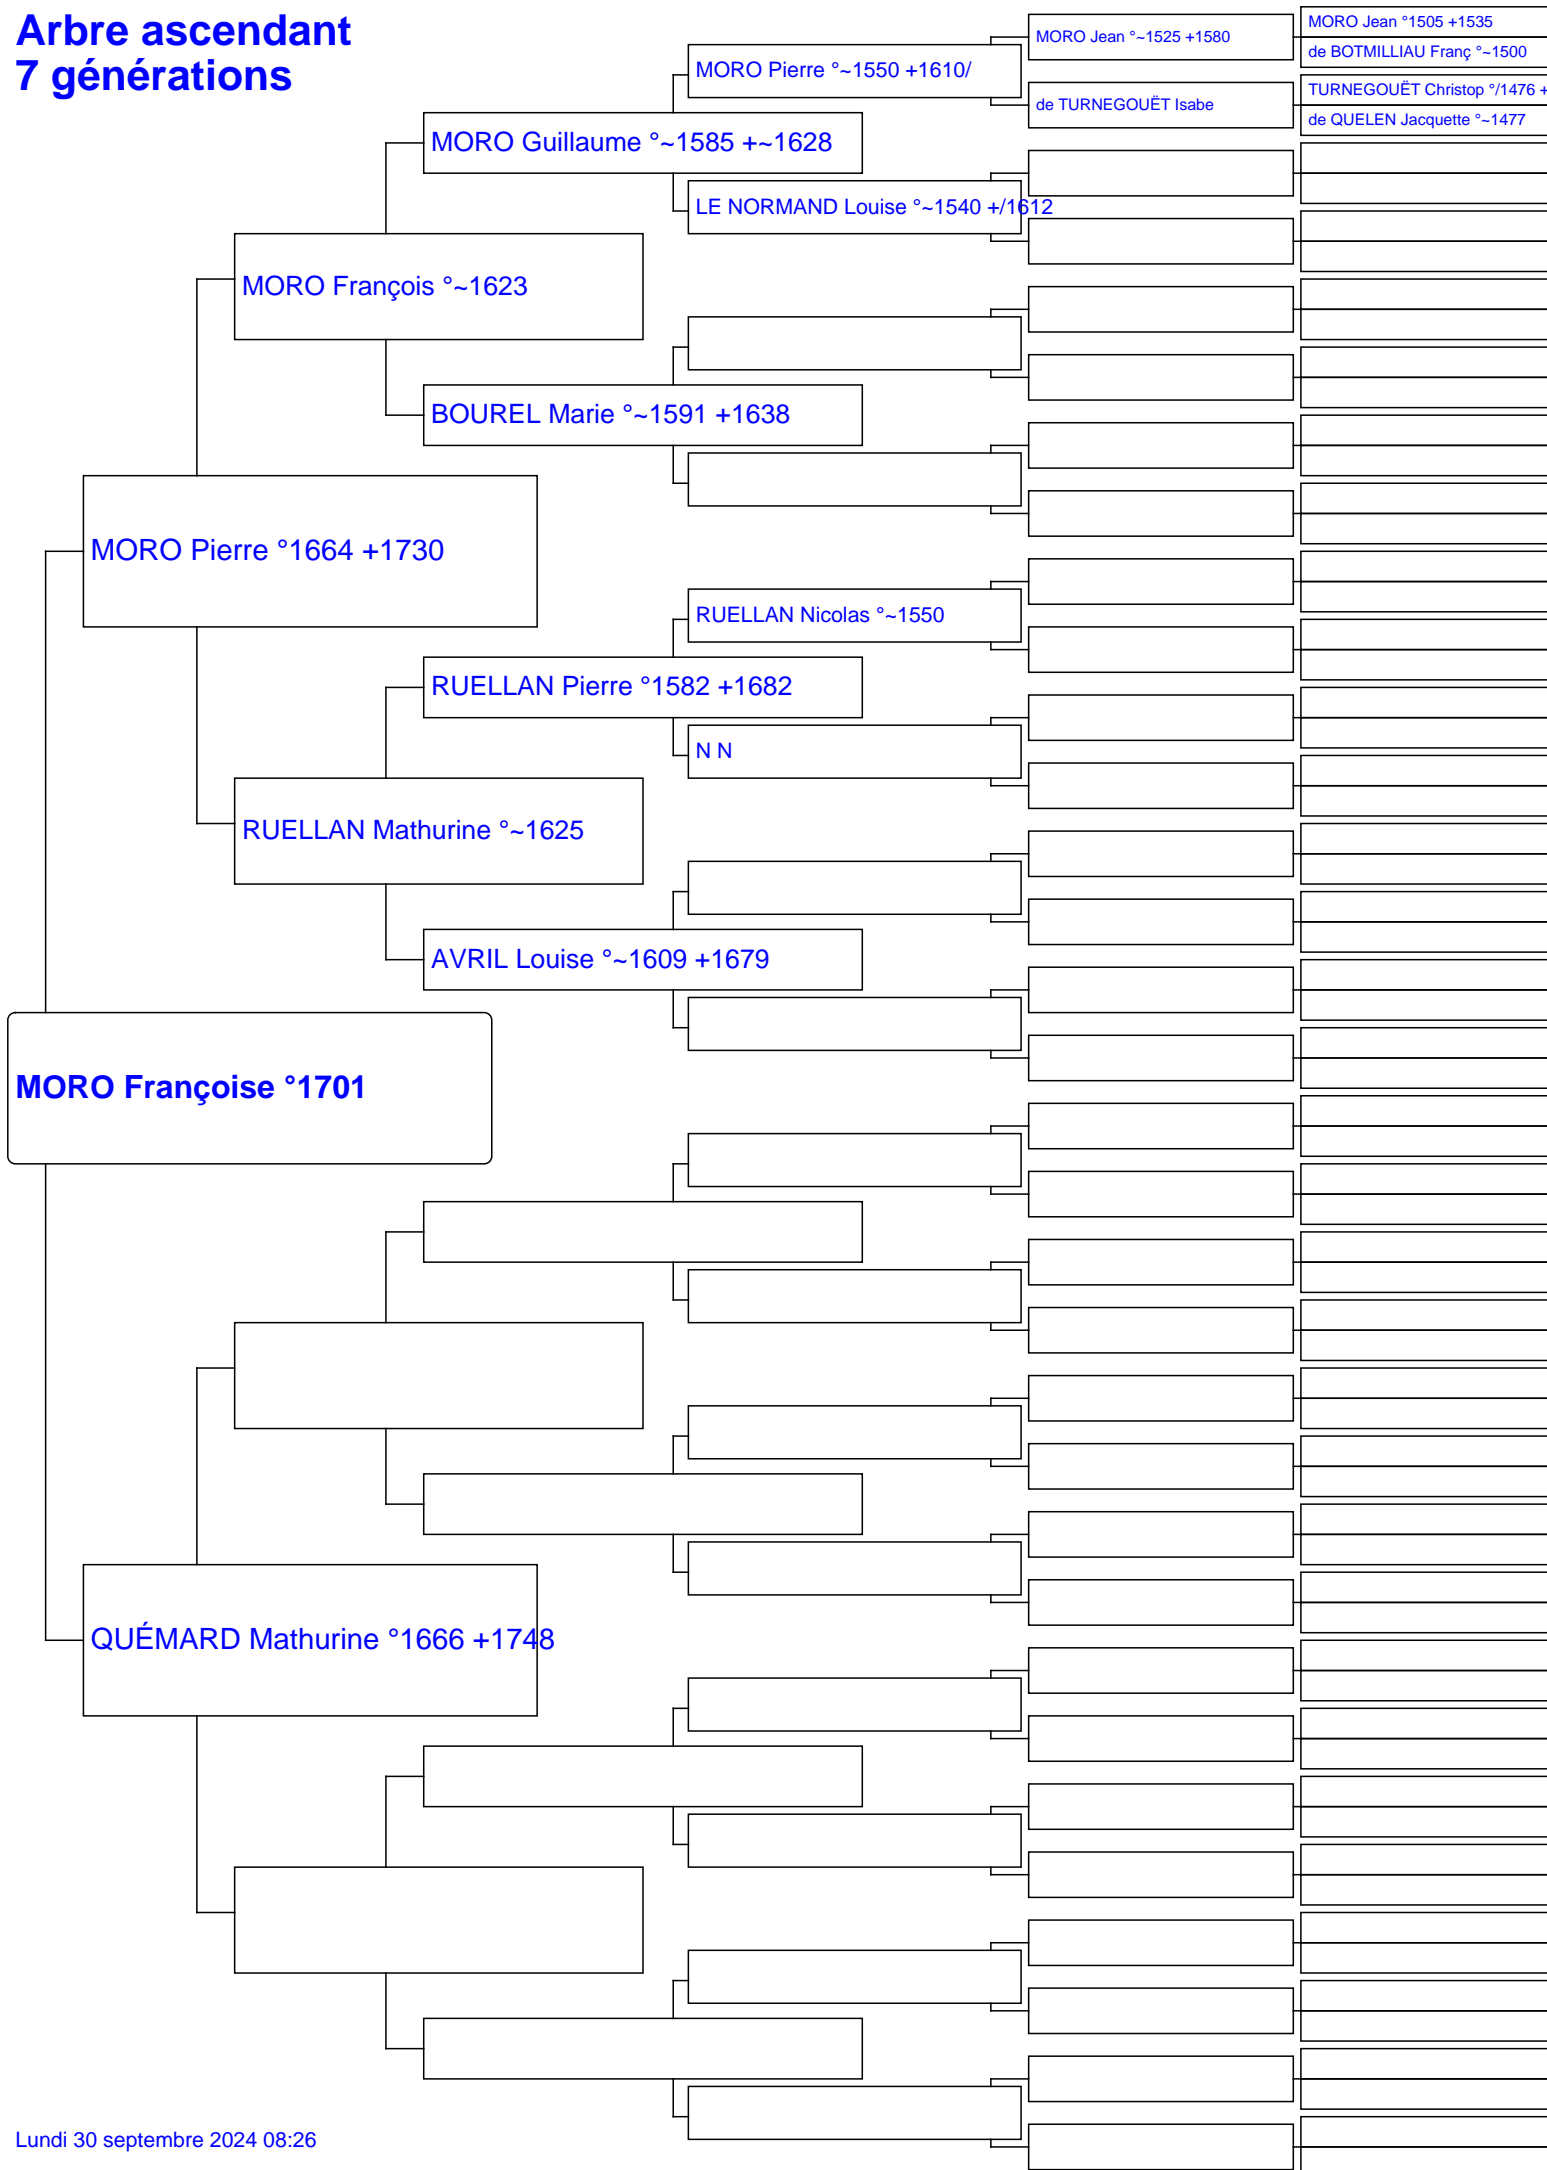 Arbre ascendant
7 générations
MORO Jean °1505 +1535
MORO Jean °~1525 +1580
de BOTMILLIAU Franç °~1500
MORO Pierre °~1550 +1610/
TURNEGOUËT Christop °/1476 +
de TURNEGOUËT Isabe
de QUELEN Jacquette °~1477
MORO Guillaume °~1585 +~1628
LE NORMAND Louise °~1540 +/1612
MORO François °~1623
BOUREL Marie °~1591 +1638
MORO Pierre °1664 +1730
RUELLAN Nicolas °~1550
RUELLAN Pierre °1582 +1682
N N
RUELLAN Mathurine °~1625
AVRIL Louise °~1609 +1679
MORO Françoise °1701
QUÉMARD Mathurine °1666 +1748
Lundi 30 septembre 2024 08:26